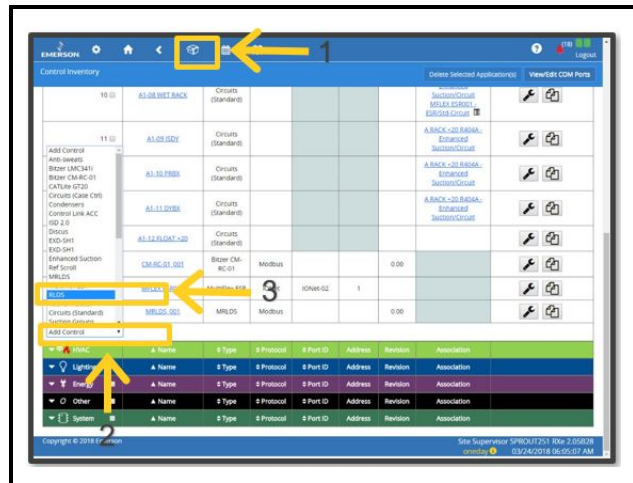 1
EMERSON
(18)
Logout
Control Inventory
Delete Selected Application(s)
View/Edit COM Ports
10
A1-08 WET RACK
Circuits
(Standard)
Suction/Circuit
MFLEX ESR001 -
ESR/Std-Circuit
11
A1-09 ISDV
Circuits
(Standard)
A RACK +20 R404A -
Enhanced
Suction/Circuit
A1-10 PRBX
Circuits
(Standard)
A RACK +20 R404A -
Enhanced
Suction/Circuit
A1-11 DYBX
Circuits
(Standard)
A RACK +20 R404A -
Enhanced
Suction/Circuit
A1-12 FLOAT +20
Circuits
(Standard)
CM-RC-01_001
Bitzer CM-
RC-01
Modbus
0.00
IONet-02
1
MRLDS_001
MRLDS
Modbus
0.00
Add Control
Anti-sweats
Bitzer LMC341i
Bitzer CM-RC-01
CATLite GT20
Circuits (Case Ctrl)
Condensers
Control Link ACC
ISD 2.0
Discus
EXD-SH1
EXD-SH1
Enhanced Suction
Ref Scroll
MRLDS
RLDS
Circuits (Standard)
Suction Groups
3
Add Control
HVAC Name Type Protocol Port ID Address Revision Association
Lighting Name Type Protocol Port ID Address Revision Association
Energy Name Type Protocol Port ID Address Revision Association
Other Name Type Protocol Port ID Address Revision Association
System Name Type Protocol Port ID Address Revision Association
2
Copyright © 2018 Emerson
Site Supervisor SPROUT251 RXe 2.05B28
oneday 03/24/2018 06:05:07 AM